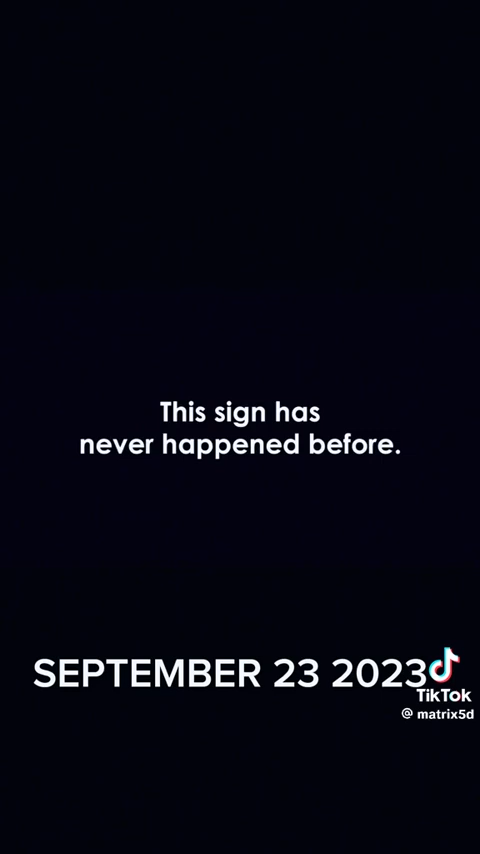 This sign has
never happened before.
SEPTEMBER 23 2023
TikTok
@ matrix5d